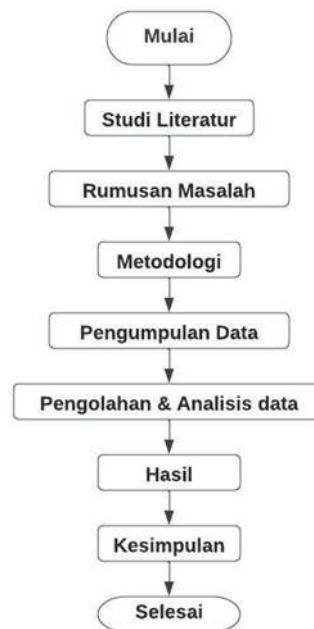 Mulai
Studi Literatur
Rumusan Masalah
Metodologi
Pengumpulan Data
Pengolahan & Analisis data
Hasil
Kesimpulan
Selesai